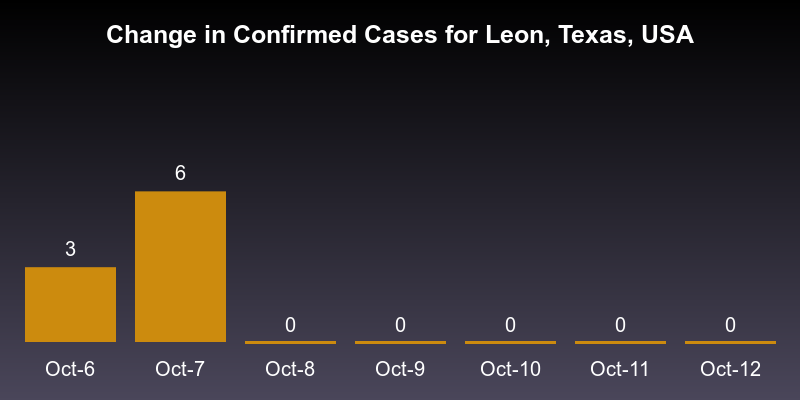 Change in Confirmed Cases for Leon, Texas, USA
6
3
0 0 0 0 0
Oct-6 Oct-7 Oct-8 Oct-9 Oct-10 Oct-11 Oct-12